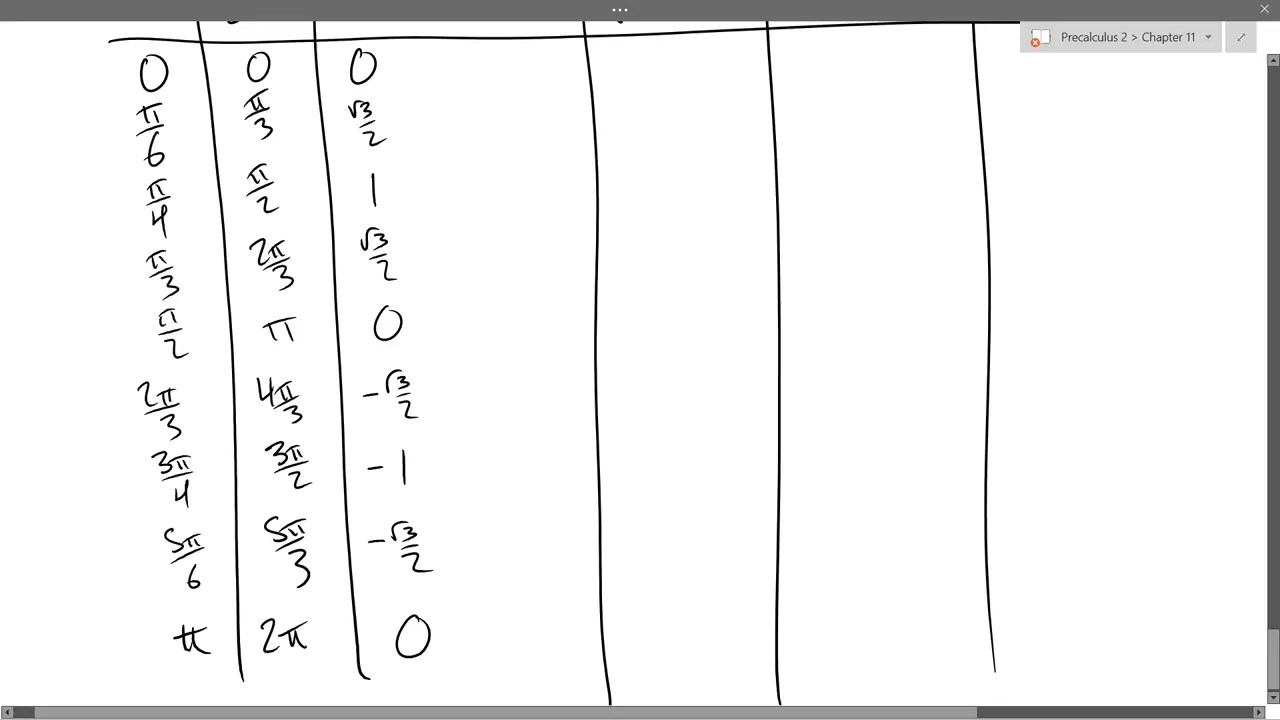 Precalculus 2 > Chapter 11
0 0 0
π/6 π/3 √3/2
π/4 π/2 1
π/3 2π/3 √3/2
π/2 π 0
2π/3 4π/3 -√3/2
3π/4 3π/2 -1
5π/6 5π/3 -√3/2
π 2π 0